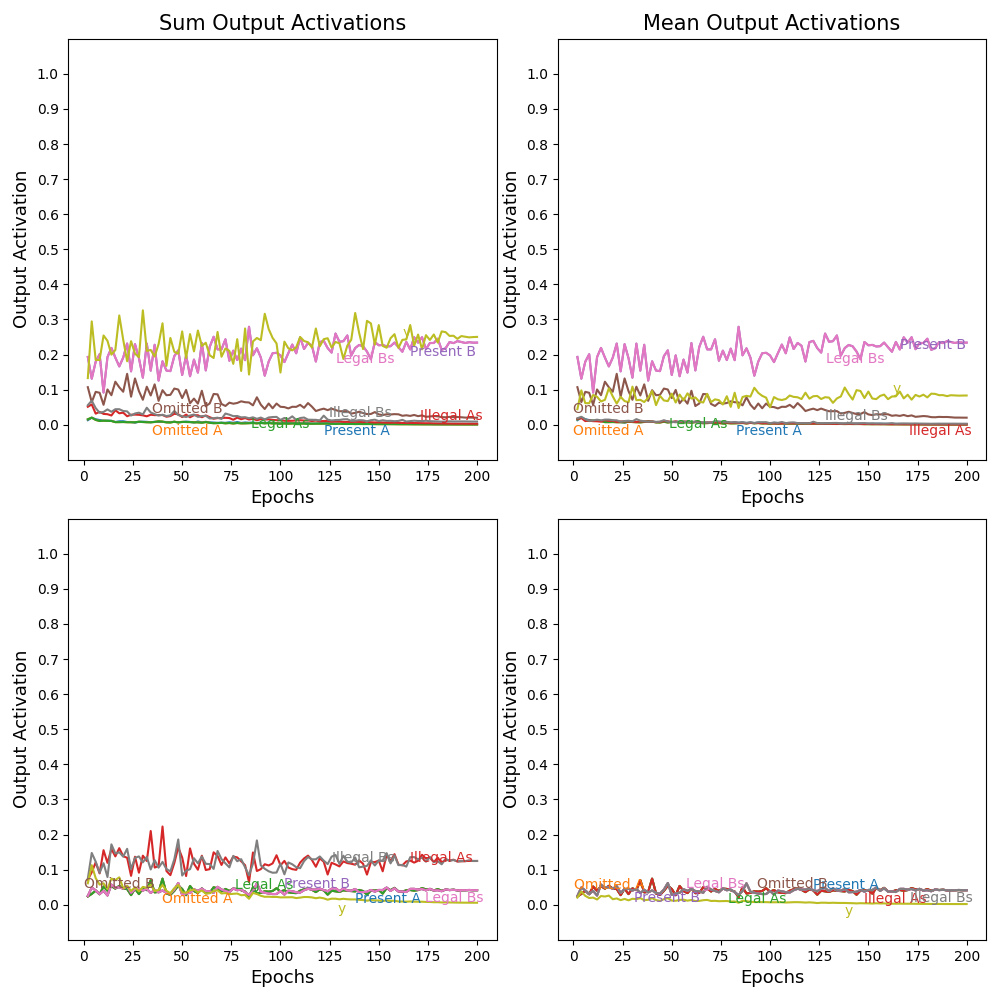 Sum Output Activations
Output Activation
1.0
0.9
0.8
0.7
0.6
0.5
0.4
0.3
0.2
0.1
0.0
y
Present B
Legal Bs
Omitted B
Illegal Bs
Illegal As
Omitted A
Legal As
Present A
0 25 50 75 100 125 150 175 200
Epochs
Mean Output Activations
Output Activation
1.0
0.9
0.8
0.7
0.6
0.5
0.4
0.3
0.2
0.1
0.0
Present B
Legal Bs
y
Omitted B
Illegal Bs
Omitted A
Legal As
Present A
Illegal As
0 25 50 75 100 125 150 175 200
Epochs
Output Activation
1.0
0.9
0.8
0.7
0.6
0.5
0.4
0.3
0.2
0.1
0.0
Illegal Bs
Illegal As
Omitted B
Legal As
Present B
Omitted A
Present A
Legal Bs
y
0 25 50 75 100 125 150 175 200
Epochs
Output Activation
1.0
0.9
0.8
0.7
0.6
0.5
0.4
0.3
0.2
0.1
0.0
Omitted A
Legal Bs
Omitted B
Present A
Present B
Legal As
Illegal As
Illegal Bs
y
0 25 50 75 100 125 150 175 200
Epochs